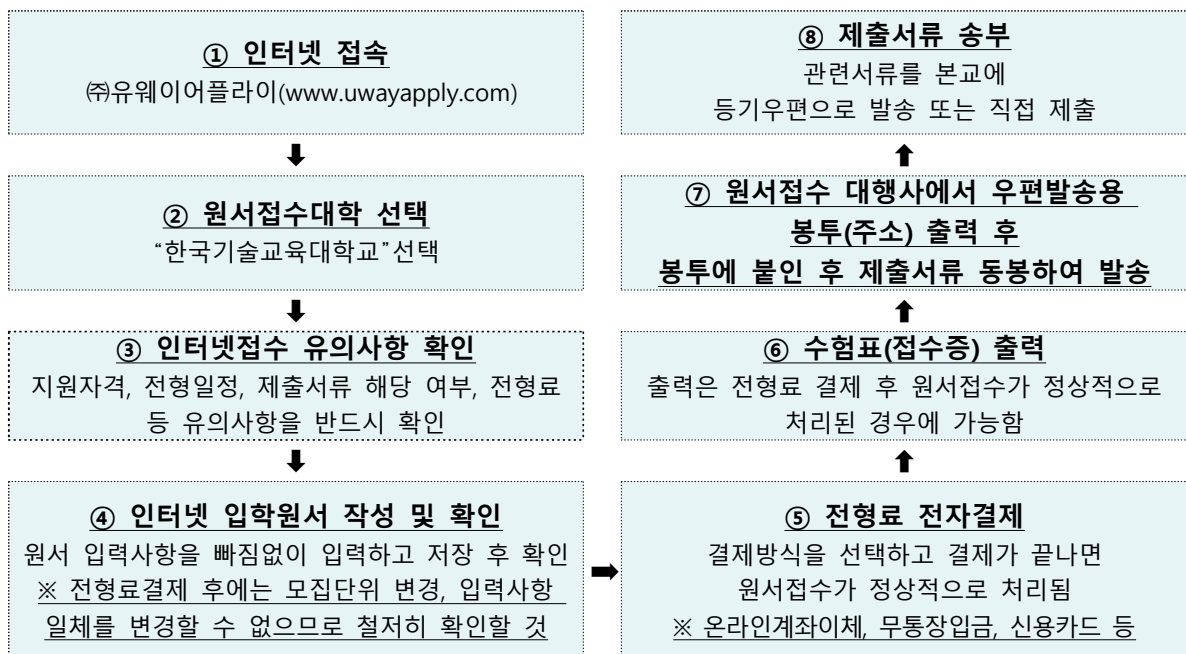 ① 인터넷 접속
㈜유웨이어플라이(www.uwayapply.com)
② 원서접수대학 선택
“한국기술교육대학교”선택
③ 인터넷접수 유의사항 확인
지원자격, 전형일정, 제출서류 해당 여부, 전형료
등 유의사항을 반드시 확인
④ 인터넷 입학원서 작성 및 확인
원서 입력사항을 빠짐없이 입력하고 저장 후 확인
※ 전형료결제 후에는 모집단위 변경, 입력사항
일체를 변경할 수 없으므로 철저히 확인할 것
⑤ 전형료 전자결제
결제방식을 선택하고 결제가 끝나면
원서접수가 정상적으로 처리됨
※ 온라인계좌이체, 무통장입금, 신용카드 등
⑥ 수험표(접수증) 출력
출력은 전형료 결제 후 원서접수가 정상적으로
처리된 경우에 가능함
⑦ 원서접수 대행사에서 우편발송용
봉투(주소) 출력 후
봉투에 붙인 후 제출서류 동봉하여 발송
⑧ 제출서류 송부
관련서류를 본교에
등기우편으로 발송 또는 직접 제출